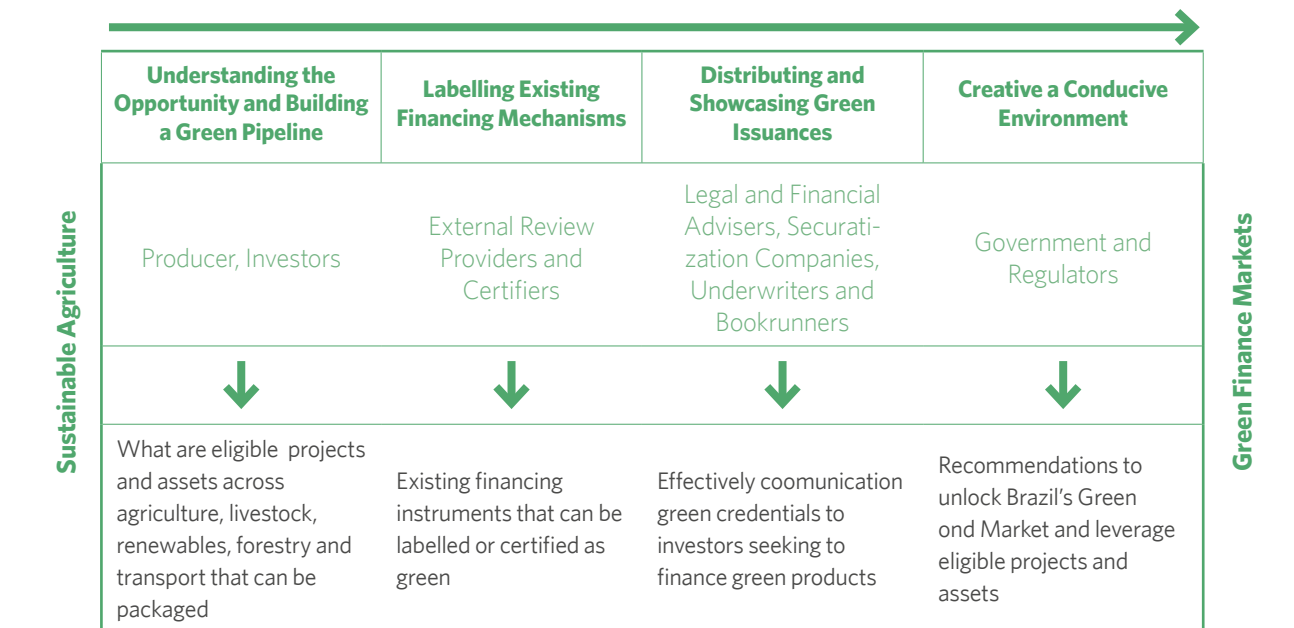 Understanding the
Opportunity and Building
a Green Pipeline
Labelling Existing
Financing Mechanisms
Distributing and
Showcasing Green
Issuances
Creative a Conducive
Environment
Sustainable Agriculture
Producer, Investors
External Review
Providers and
Certifiers
Legal and Financial
Advisers, Securati-
zation Companies,
Underwriters and
Bookrunners
Government and
Regulators
Green Finance Markets
What are eligible projects
and assets across
agriculture, livestock,
renewables, forestry and
transport that can be
packaged
Existing financing
instruments that can be
labelled or certified as
green
Effectively coomunication
green credentials to
investors seeking to
finance green products
Recommendations to
unlock Brazil's Green
ond Market and leverage
eligible projects and
assets